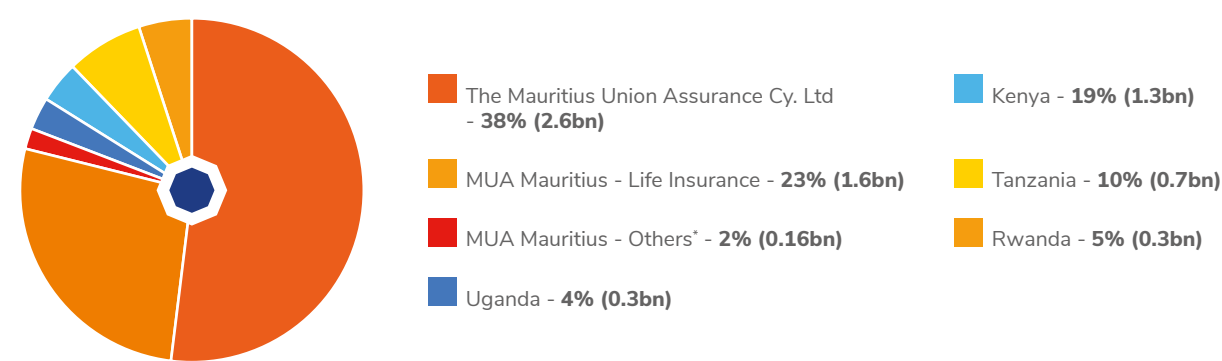 The Mauritius Union Assurance Cy. Ltd
- 38% (2.6bn)
MUA Mauritius - Life Insurance - 23% (1.6bn)
MUA Mauritius - Others* - 2% (0.16bn)
Uganda - 4% (0.3bn)
Kenya - 19% (1.3bn)
Tanzania - 10% (0.7bn)
Rwanda - 5% (0.3bn)